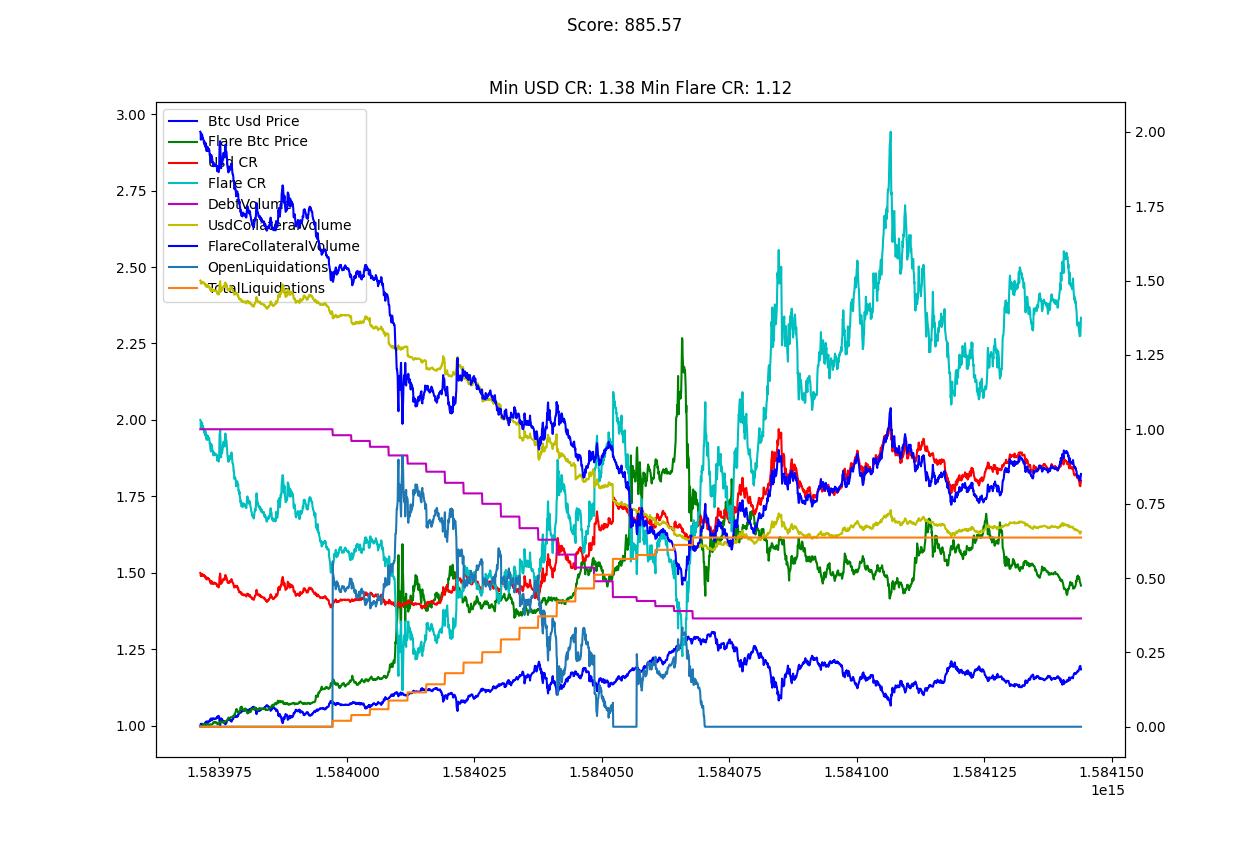 Score: 885.57
Min USD CR: 1.38 Min Flare CR: 1.12
Btc Usd Price
Flare Btc Price
Usd CR
Flare CR
DebtVolume
UsdCollateralVolume
FlareCollateralVolume
OpenLiquidations
TotalLiquidations
3.00
2.75
2.50
2.25
2.00
1.75
1.50
1.25
1.00
2.00
1.75
1.50
1.25
1.00
0.75
0.50
0.25
0.00
1.583975 1.584000 1.584025 1.584050 1.584075 1.584100 1.584125 1.584150
1e15